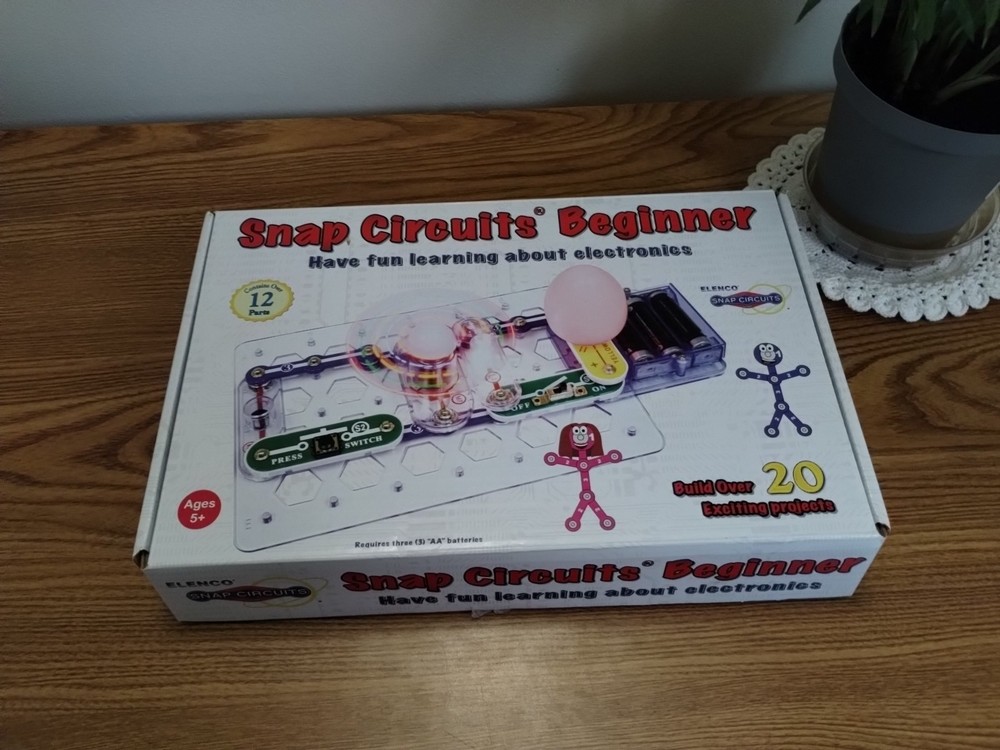 Snap Circuits® Beginner
Have fun learning about electronics
Contains Over
12
Parts
ELENCO®
SNAP CIRCUITS
PRESS
S2
SWITCH
OFF
ON
YELLOW
1
Ages
5+
Build Over 20
Exciting projects
Requires three (3) "AA" batteries
ELENCO®
SNAP CIRCUITS
Snap Circuits® Beginner
Have fun learning about electronics